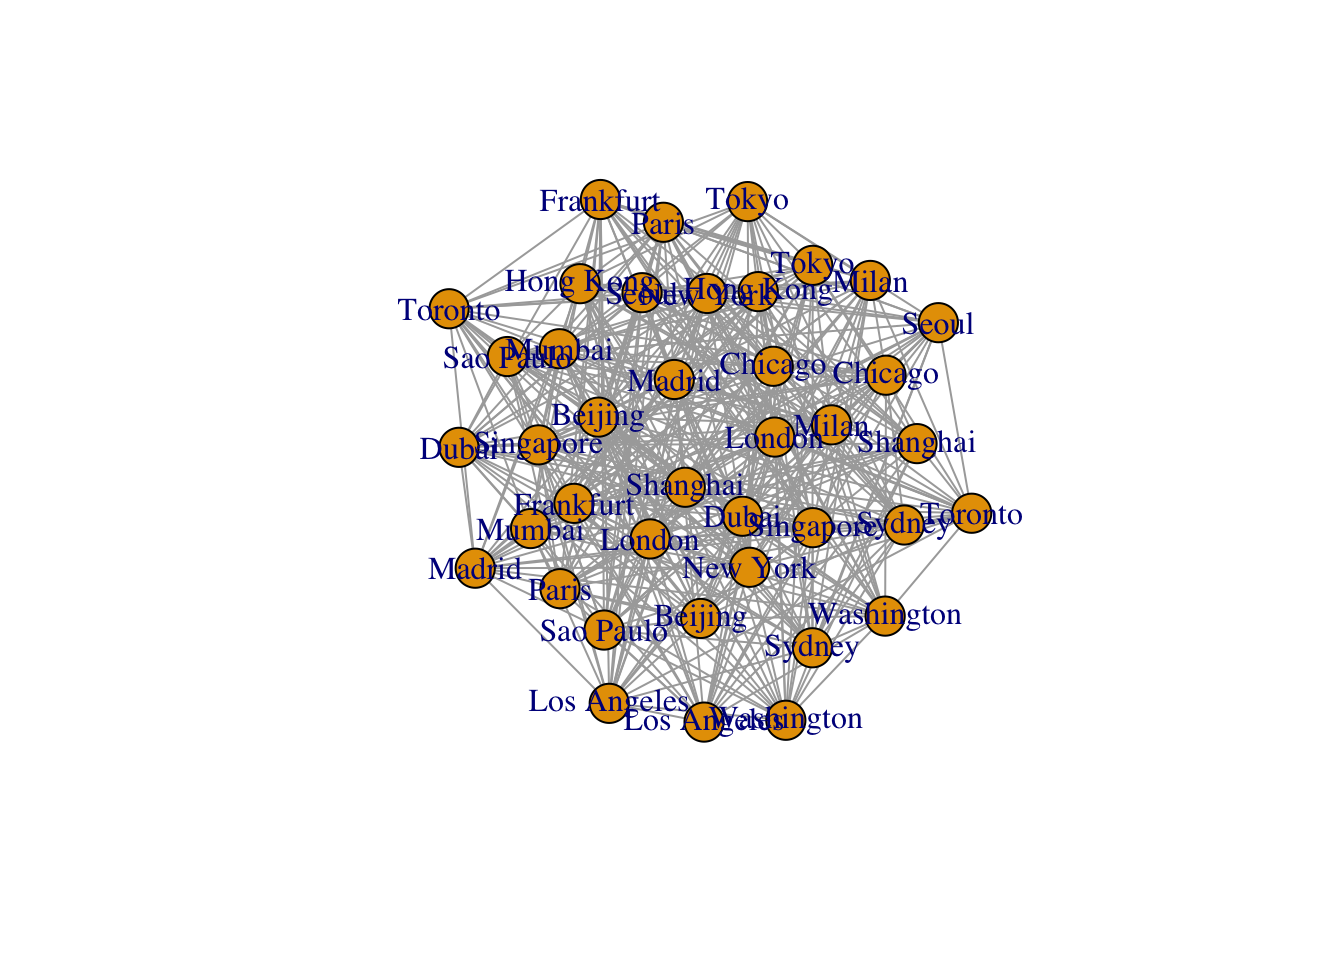 Frankfurt
Tokyo
Paris
Tokyo
Hong Kong
Seoul
New York
Hong Kong
Milan
Toronto
Seoul
Sao Paulo
Mumbai
Madrid
Chicago
Chicago
Beijing
Dubai
Singapore
London
Milan
Shanghai
Shanghai
Frankfurt
Mumbai
London
Dubai
Singapore
Sydney
Toronto
Madrid
Paris
New York
Sao Paulo
Beijing
Washington
Sydney
Los Angeles
Los Angeles
Washington